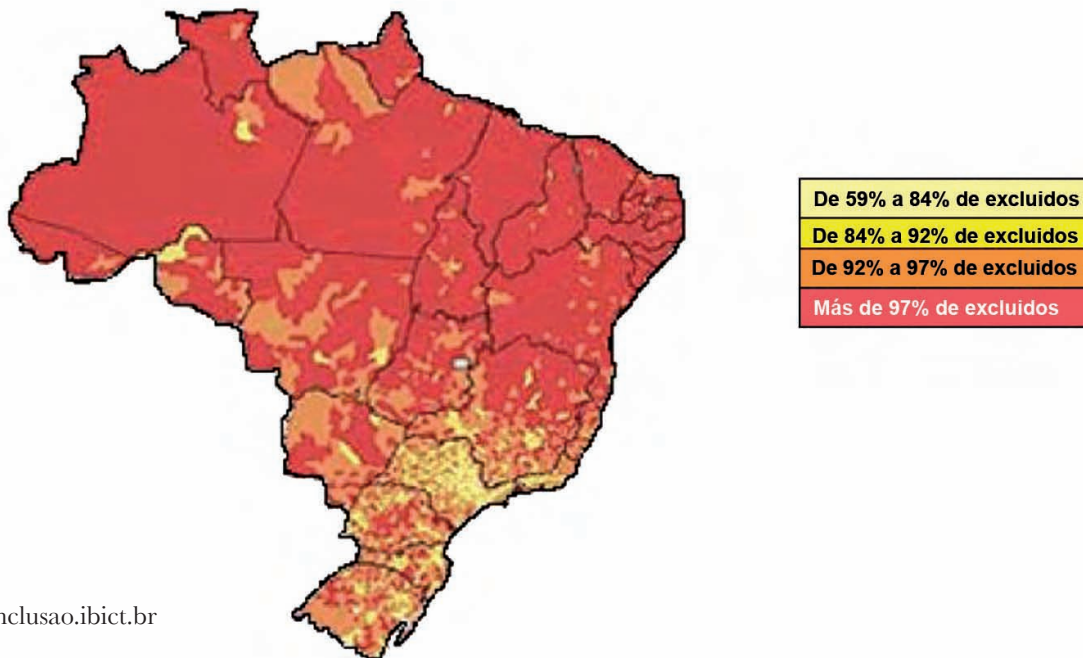 De 59% a 84% de excluidos
De 84% a 92% de excluidos
De 92% a 97% de excluidos
Más de 97% de excluidos
nclusao.ibict.br